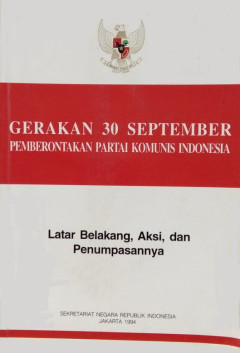 GERAKAN 30 SEPTEMBER
PEMBERONTAKAN PARTAI KOMUNIS INDONESIA
Latar Belakang, Aksi, dan
Penumpasannya
SEKRETARIAT NEGARA REPUBLIK INDONESIA
JAKARTA 1994